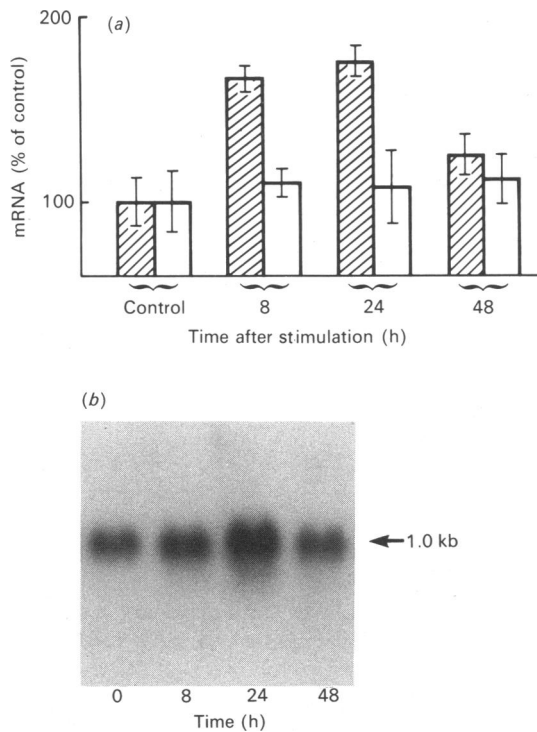 (a)
200
100
mRNA (% of control)
Control 8 24 48
Time after stimulation (h)
(b)
1.0 kb
0 8 24 48
Time (h)